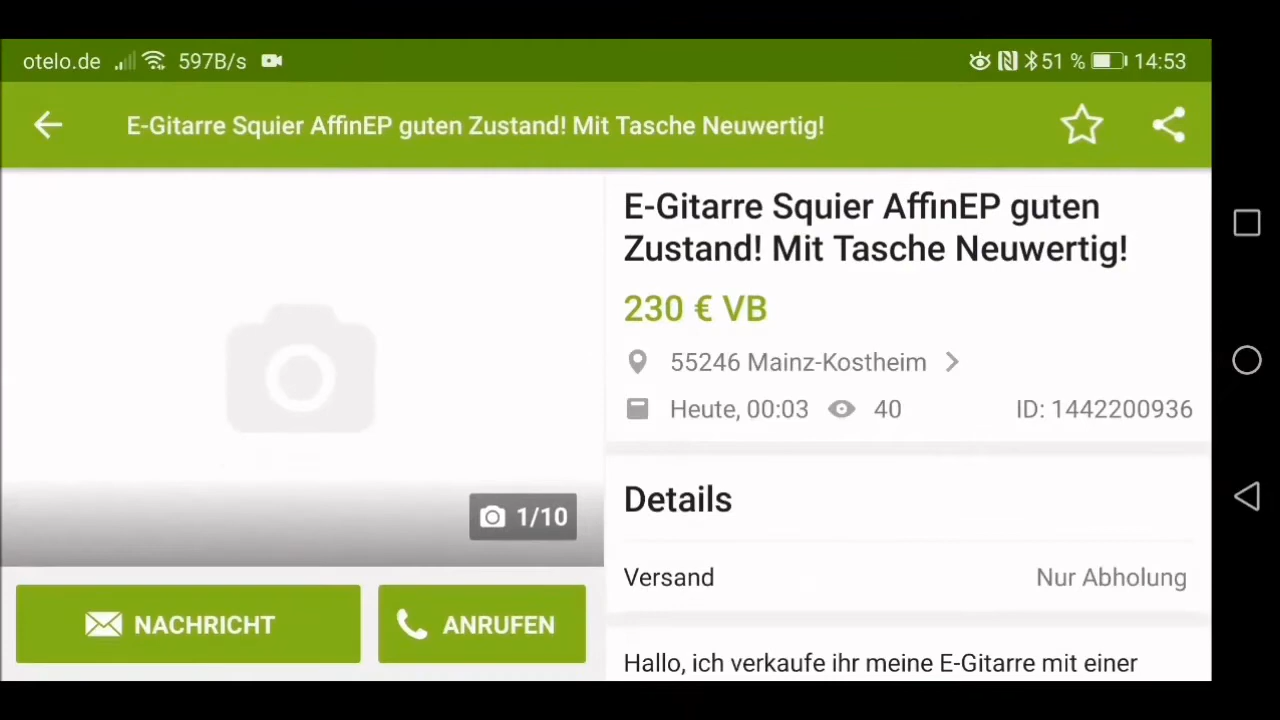 otelo.de 597B/s 51 % 14:53
E-Gitarre Squier AffinEP guten Zustand! Mit Tasche Neuwertig!
1/10
NACHRICHT
ANRUFEN
E-Gitarre Squier AffinEP guten
Zustand! Mit Tasche Neuwertig!
230 € VB
55246 Mainz-Kostheim
Heute, 00:03 40 ID: 1442200936
Details
Versand Nur Abholung
Hallo, ich verkaufe ihr meine E-Gitarre mit einer